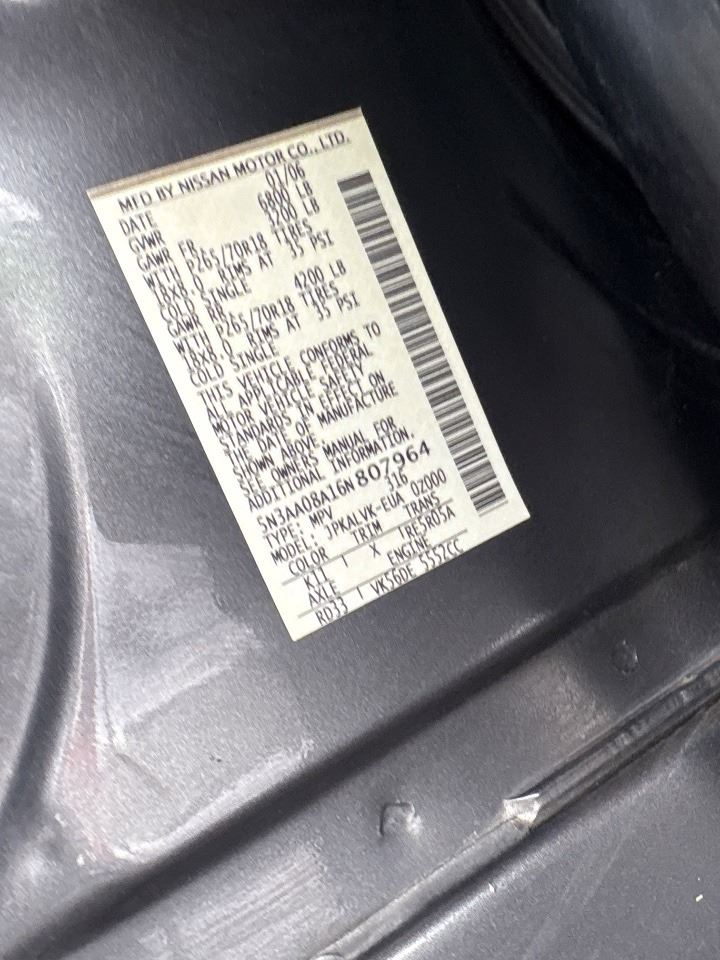 MFD BY NISSAN MOTOR CO., LTD.
DATE 01/06
GVWR 6800 LB
GAWR FR 3200 LB
WITH P265/70R18 TIRES
18X8.0 RIMS AT 35 PSI
COLD SINGLE
GAWR RR 4200 LB
WITH P265/70R18 TIRES
18X8.0 RIMS AT 35 PSI
COLD SINGLE
THIS VEHICLE CONFORMS TO
ALL APPLICABLE FEDERAL
MOTOR VEHICLE SAFETY
STANDARDS IN EFFECT ON
THE DATE OF MANUFACTURE
SHOWN ABOVE
SEE OWNERS MANUAL FOR
ADDITIONAL INFORMATION.
5N3AA08A16N807964
TYPE: MPV 316
MODEL: JPKALVK-EUA 0Z000
COLOR TRIM TRANS
K11 X RE5R05A
AXLE ENGINE
RD33 VK56DE 5552CC